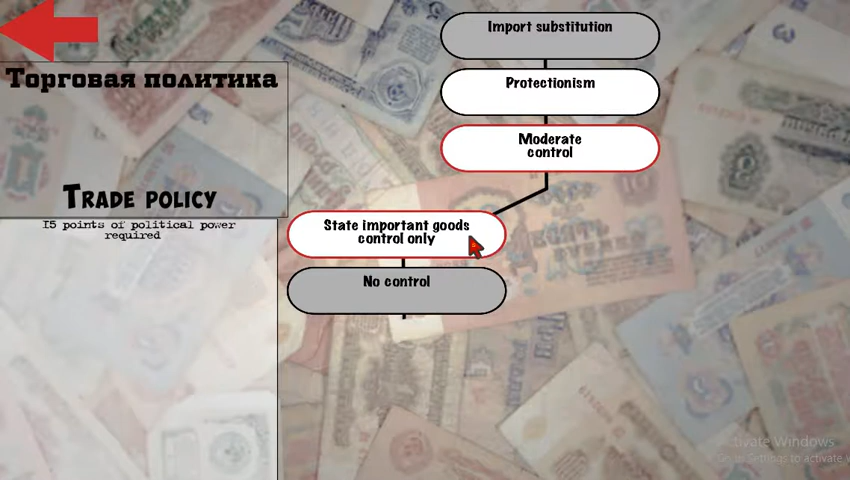 Import substitution
Торговая политика
Protectionism
Moderate
control
TRADE POLICY
15 points of political power
required
State important goods
control only
No control
Activate Windows
Go to Settings to activate